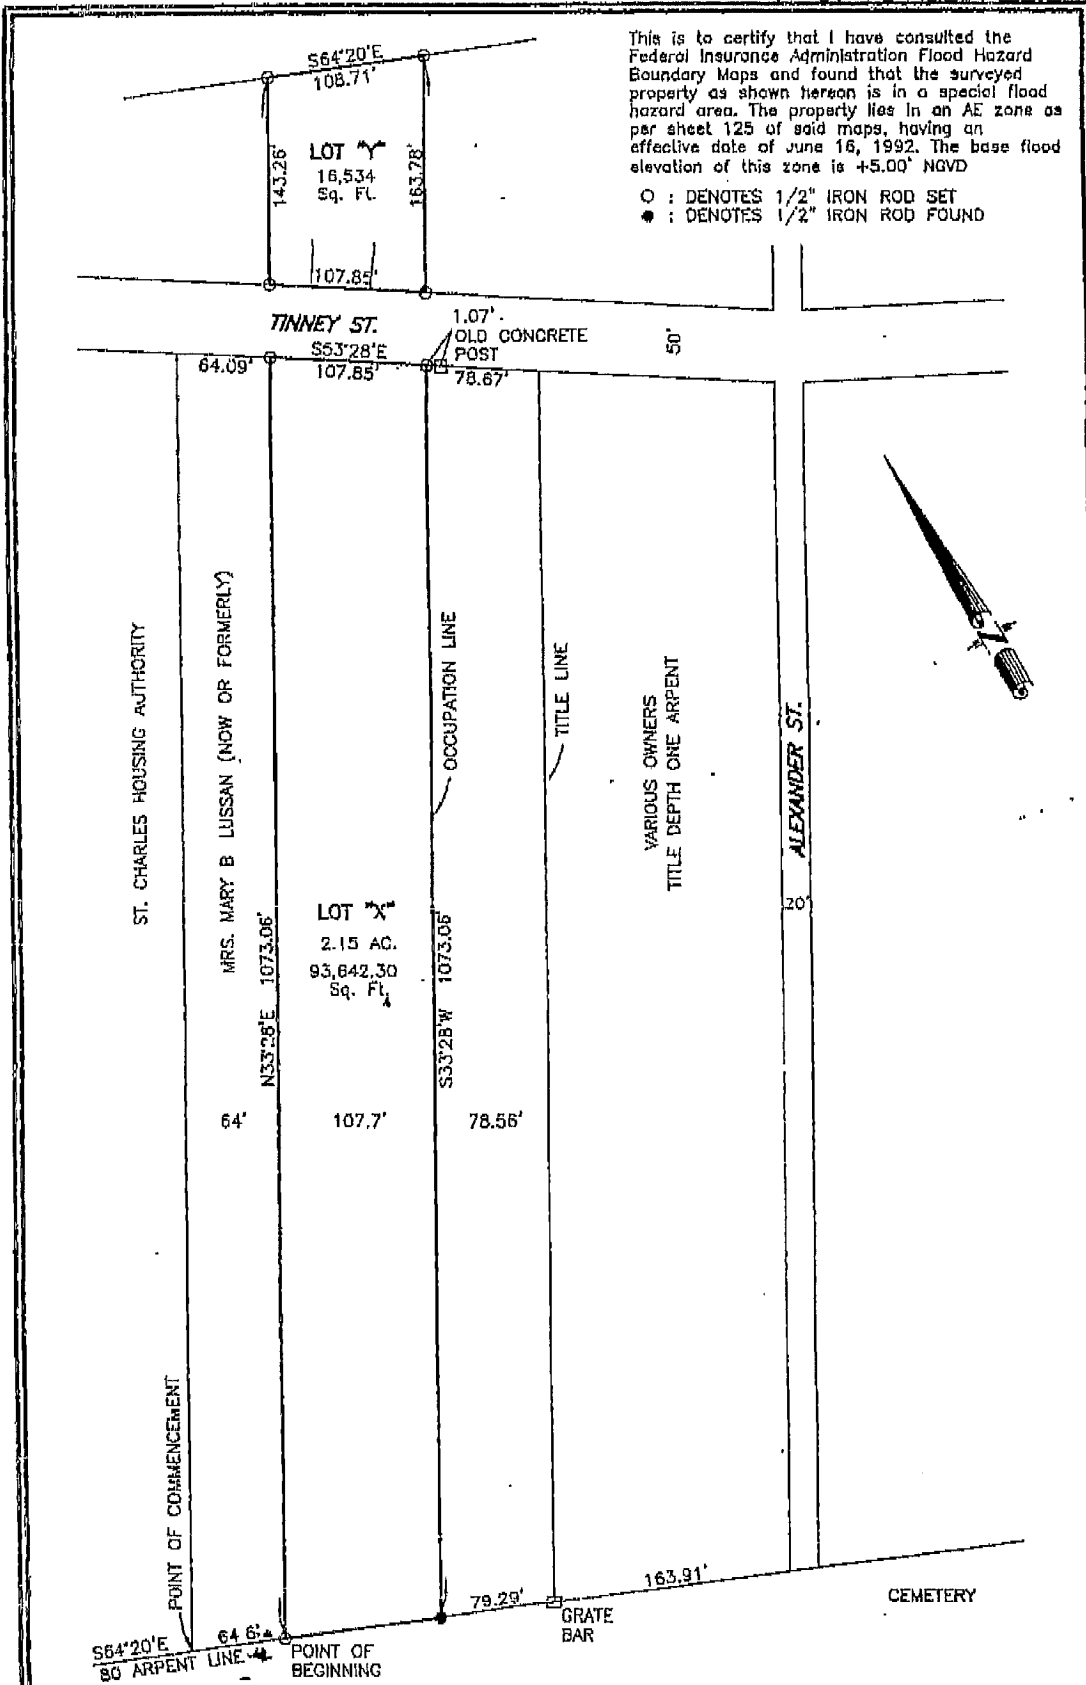 This is to certify that I have consulted the
Federal Insurance Administration Flood Hazard
Boundary Maps and found that the surveyed
property as shown hereon is in a special flood
hazard area. The property lies in an AE zone as
per sheet 125 of said maps, having an
effective date of June 16, 1992. The base flood
elevation of this zone is +5.00' NGVD
O : DENOTES 1/2" IRON ROD SET
● : DENOTES 1/2" IRON ROD FOUND
S64°20'E
108.71'
143.26'
LOT "Y"
16,534
Sq. Ft.
163.78'
107.85'
TINNEY ST.
1.07'
OLD CONCRETE
POST
50'
64.09'
S53°28'E
107.85'
78.67'
ST. CHARLES HOUSING AUTHORITY
MRS. MARY B LUSSAN (NOW OR FORMERLY)
N33°28'E 1073.06'
LOT "X"
2.15 AC.
93,642.30
Sq. Ft.
OCCUPATION LINE
S33°28'W 1073.06'
TITLE LINE
VARIOUS OWNERS
TITLE DEPTH ONE ARPENT
ALEXANDER ST.
20'
N
64'
107.7'
78.56'
POINT OF COMMENCEMENT
S64°20'E
80 ARPENT LINE
POINT OF
BEGINNING
79.29'
GRATE
BAR
163.91'
CEMETERY